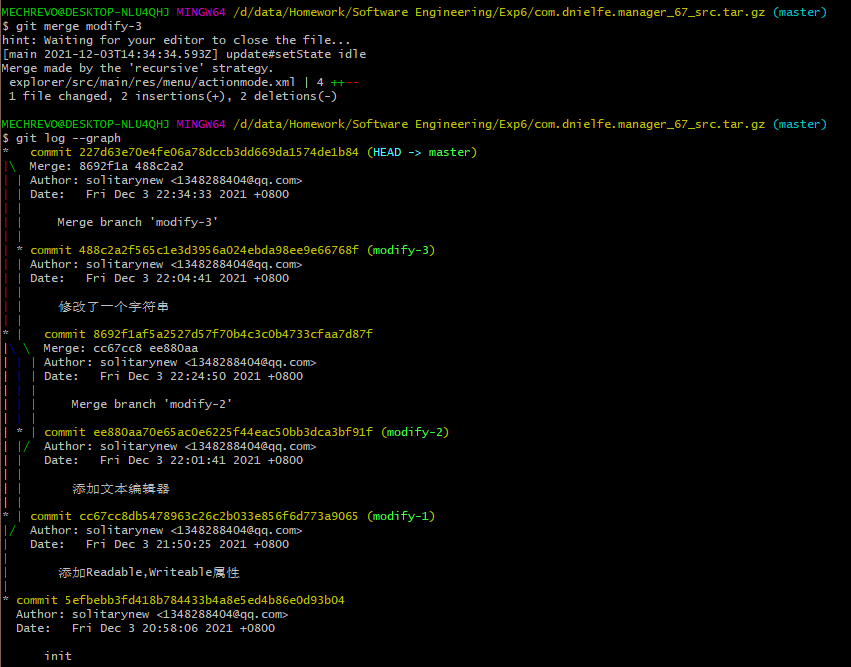 MECHREVO@DESKTOP-NLU4QHJ MINGW64 /d/data/Homework/Software Engineering/Exp6/com.dnielfe.manager_67_src.tar.gz (master)
$ git merge modify-3
hint: Waiting for your editor to close the file...
[main 2021-12-03T14:34:34.593Z] update#setState idle
Merge made by the 'recursive' strategy.
 explorer/src/main/res/menu/actionmode.xml | 4 ++--
 1 file changed, 2 insertions(+), 2 deletions(-)

MECHREVO@DESKTOP-NLU4QHJ MINGW64 /d/data/Homework/Software Engineering/Exp6/com.dnielfe.manager_67_src.tar.gz (master)
$ git log --graph
*   commit 227d63e70e4fe06a78dccb3dd669da1574de1b84 (HEAD -> master)
|\  Merge: 8692f1a 488c2a2
| | Author: solitarynew <1348288404@qq.com>
| | Date:   Fri Dec 3 22:34:33 2021 +0800
| |
| |     Merge branch 'modify-3'
| |
| * commit 488c2a2f565c1e3d3956a024ebda98ee9e66768f (modify-3)
| | Author: solitarynew <1348288404@qq.com>
| | Date:   Fri Dec 3 22:04:41 2021 +0800
| |
| |     修改了一个字符串
| |
* |   commit 8692f1af5a2527d57f70b4c3c0b4733cfaa7d87f
|\ \  Merge: cc67cc8 ee880aa
| | | Author: solitarynew <1348288404@qq.com>
| | | Date:   Fri Dec 3 22:24:50 2021 +0800
| | |
| | |     Merge branch 'modify-2'
| | |
| * | commit ee880aa70e65ac0e6225f44eac50bb3dca3bf91f (modify-2)
| |/  Author: solitarynew <1348288404@qq.com>
| |   Date:   Fri Dec 3 22:01:41 2021 +0800
| |
| |       添加文本编辑器
| |
* | commit cc67cc8db5478963c26c2b033e856f6d773a9065 (modify-1)
|/  Author: solitarynew <1348288404@qq.com>
|   Date:   Fri Dec 3 21:50:25 2021 +0800
|
|       添加Readable,Writeable属性
|
* commit 5efbebb3fd418b784433b4a8e5ed4b86e0d93b04
  Author: solitarynew <1348288404@qq.com>
  Date:   Fri Dec 3 20:58:06 2021 +0800

      init